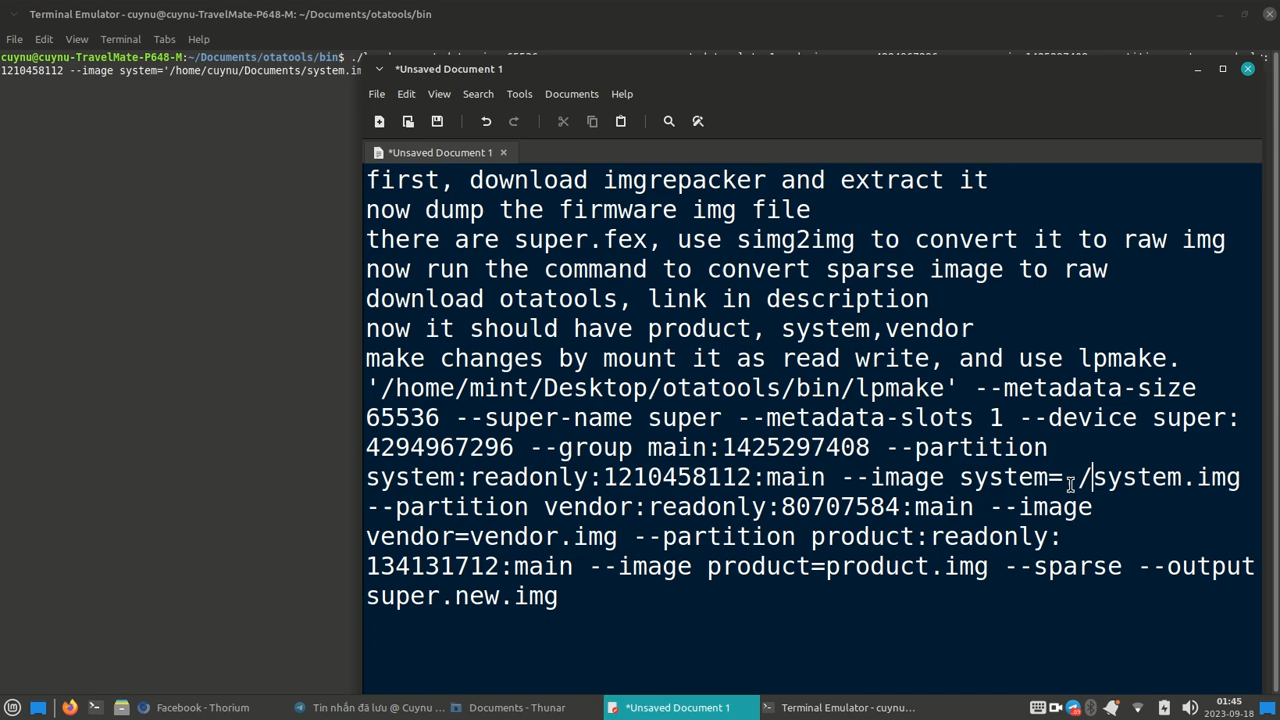 Terminal Emulator - cuynu@cuynu-TravelMate-P648-M: ~/Documents/otatools/bin
File Edit View Terminal Tabs Help
cuynu@cuynu-TravelMate-P648-M:~/Documents/otatools/bin$ ./
1210458112 --image system='/home/cuynu/Documents/system.im
*Unsaved Document 1
File Edit View Search Tools Documents Help
*Unsaved Document 1
first, download imgrepacker and extract it
now dump the firmware img file
there are super.fex, use simg2img to convert it to raw img
now run the command to convert sparse image to raw
download otatools, link in description
now it should have product, system,vendor
make changes by mount it as read write, and use lpmake.
'/home/mint/Desktop/otatools/bin/lpmake' --metadata-size
65536 --super-name super --metadata-slots 1 --device super:
4294967296 --group main:1425297408 --partition
system:readonly:1210458112:main --image system=./system.img
--partition vendor:readonly:80707584:main --image
vendor=vendor.img --partition product:readonly:
134131712:main --image product=product.img --sparse --output
super.new.img
Facebook - Thorium
Tin nhắn đã lưu @ Cuynu ...
Documents - Thunar
*Unsaved Document 1
Terminal Emulator - cuynu...
01:45
2023-09-18